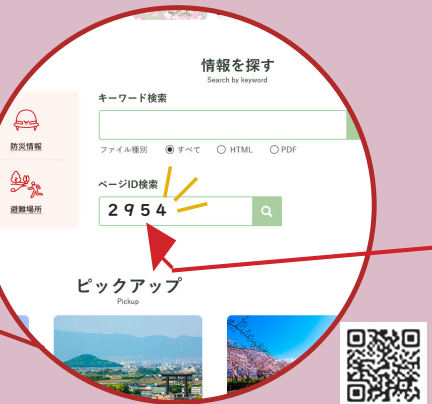 情報を探す
Search by keyword
キーワード検索
ファイル種別 すべて HTML PDF
防災情報
ページID検索
2954
避難場所
ピックアップ
Pickup